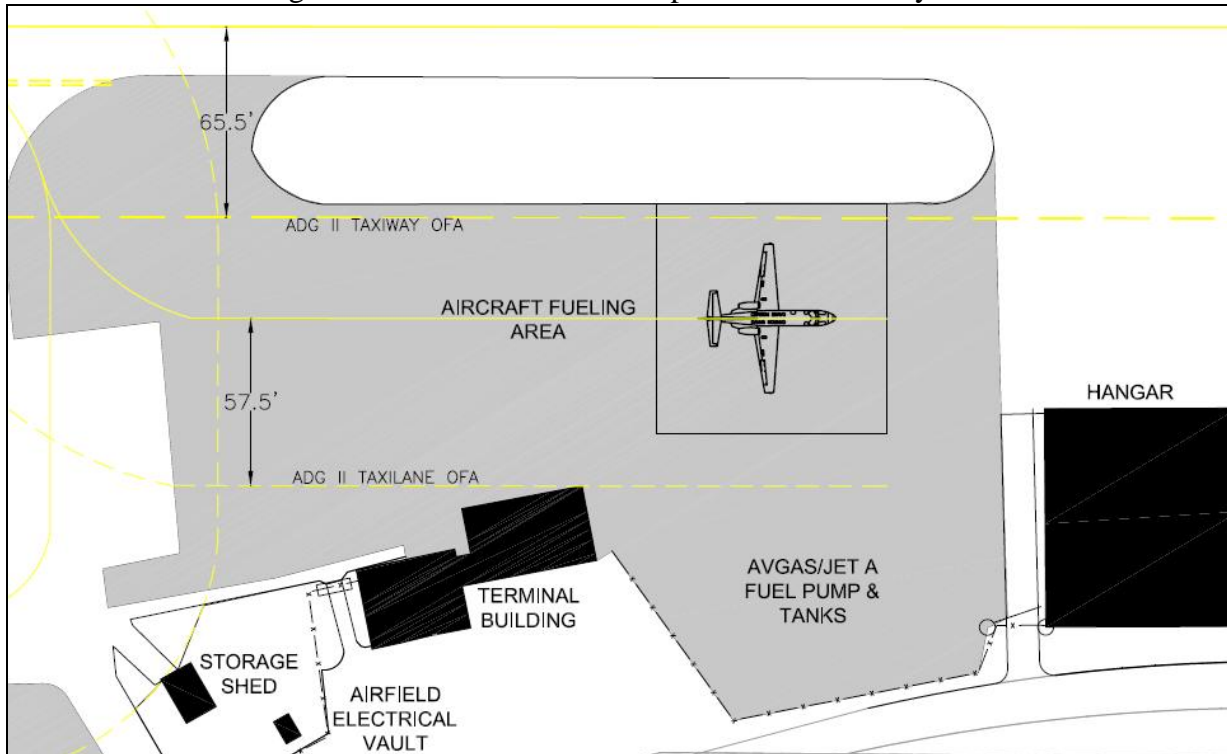 65.5'
ADG II TAXIWAY OFA
AIRCRAFT FUELING
AREA
57.5'
HANGAR
ADG II TAXILANE OFA
AVGAS/JET A
FUEL PUMP &
TANKS
TERMINAL
BUILDING
STORAGE
SHED
AIRFIELD
ELECTRICAL
VAULT